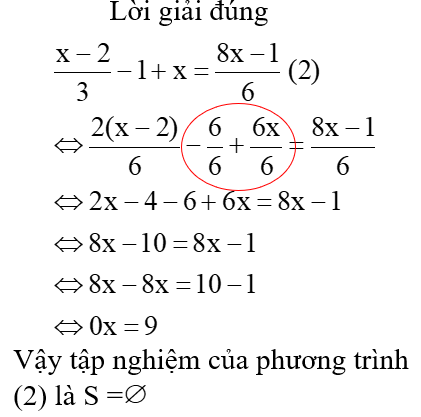 Lời giải đúng
(x − 2)/3 − 1 + x = (8x − 1)/6 (2)
⇔ 2(x − 2)/6 − 6/6 + 6x/6 = (8x − 1)/6
⇔ 2x − 4 − 6 + 6x = 8x − 1
⇔ 8x − 10 = 8x − 1
⇔ 8x − 8x = 10 − 1
⇔ 0x = 9
Vậy tập nghiệm của phương trình
(2) là S =∅